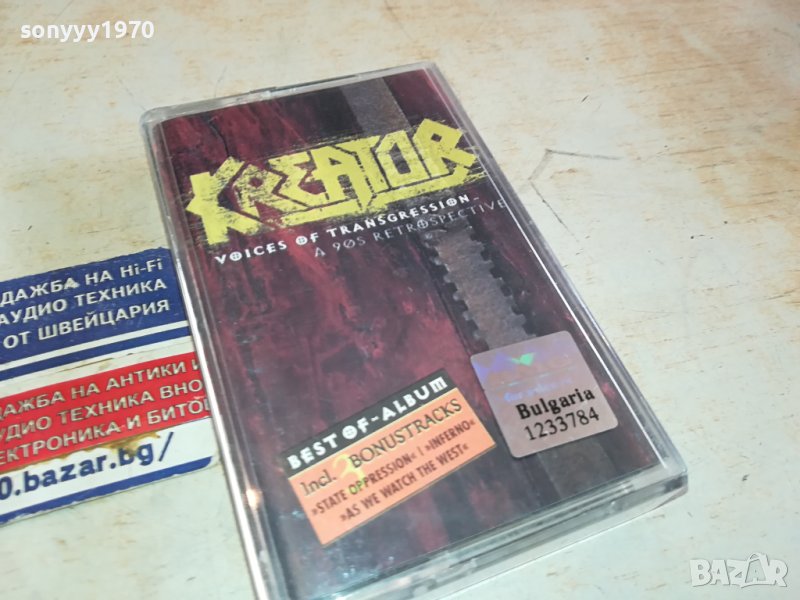 sonyyy1970
KREATOR
VOICES OF TRANSGRESSION
A 90S RETROSPECTIVE
BEST OF-ALBUM
Incl. 3 BONUSTRACKS
»STATE OPPRESSION« | »INFERNO«
»AS WE WATCH THE WEST«
Bulgaria
1233784
ДАЖБА НА Hi-Fi
АУДИО ТЕХНИКА
ОТ ШВЕЙЦАРИЯ
ДАЖБА НА АНТИКИ И
УДИО ТЕХНИКА ВНО
ЕКТРОНИКА-И БИТО
0.bazar.bg/
BAZAR